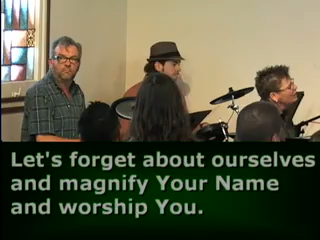 Let's forget about ourselves
and magnify Your Name
and worship You.